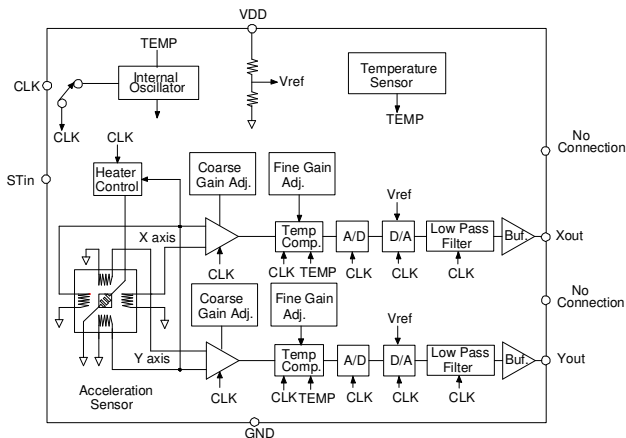 VDD
TEMP
CLK
Internal
Oscillator
Vref
Temperature
Sensor
TEMP
CLK
CLK
No
Connection
STin
Heater
Control
Coarse
Gain Adj.
Fine Gain
Adj.
Vref
X axis
Temp
Comp.
A/D
D/A
Low Pass
Filter
Buf.
Xout
CLK
CLK
TEMP
CLK
CLK
CLK
No
Connection
Coarse
Gain Adj.
Fine Gain
Adj.
Vref
Y axis
Temp
Comp.
A/D
D/A
Low Pass
Filter
Buf.
Yout
Acceleration
Sensor
CLK
CLK
TEMP
CLK
CLK
CLK
GND